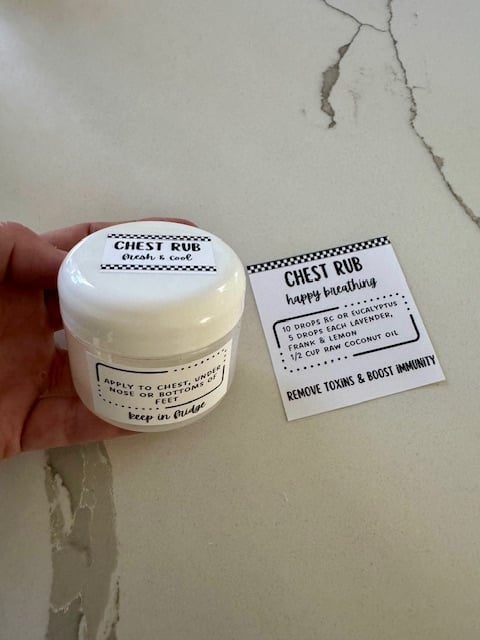 CHEST RUB
fresh & cool
APPLY TO CHEST, UNDER
NOSE OR BOTTOMS OF
FEET
keep in fridge
CHEST RUB
happy breathing
10 DROPS BC OR EUCALYPTUS
5 DROPS EACH LAVENDER,
FRANK & LEMON
1/2 CUP RAW COCONUT OIL
REMOVE TOXINS & BOOST IMMUNITY